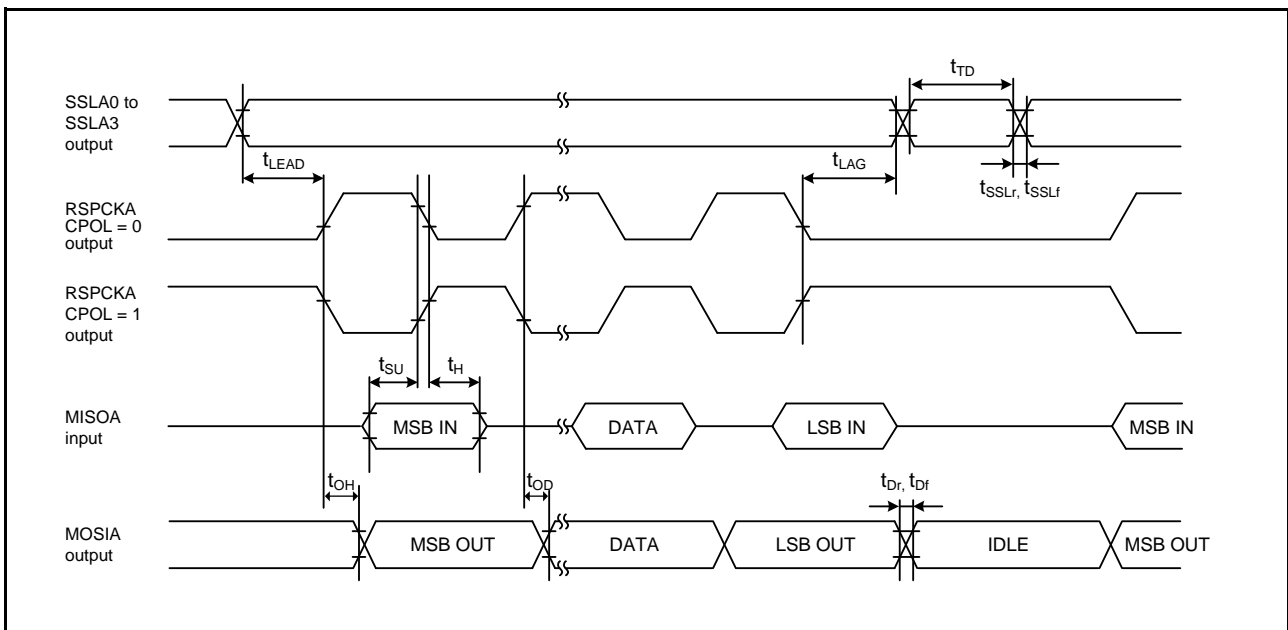 SSLA0 to
SSLA3
output
tTD
tLEAD
tLAG
tSSLr, tSSLf
RSPCKA
CPOL = 0
output
RSPCKA
CPOL = 1
output
tSU
tH
MISOA
input
MSB IN
DATA
LSB IN
MSB IN
tOH
tOD
tDr, tDf
MOSIA
output
MSB OUT
DATA
LSB OUT
IDLE
MSB OUT